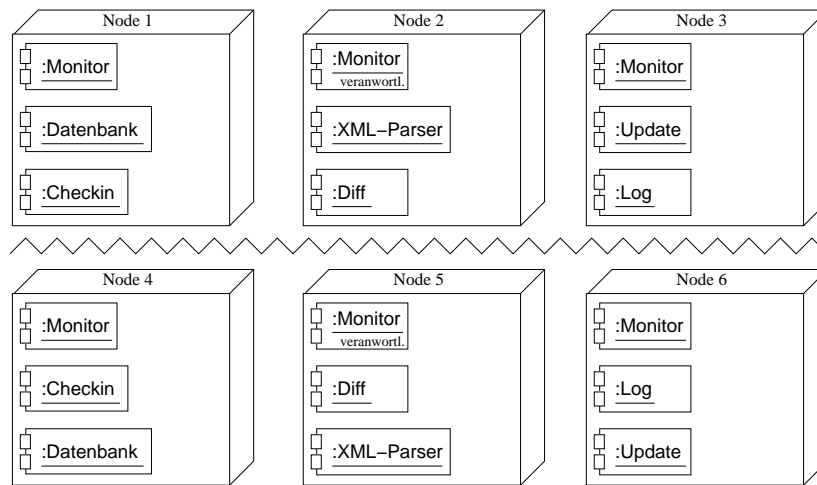 Node 1
:Monitor
:Datenbank
:Checkin
Node 2
:Monitor
veranwortl.
:XML−Parser
:Diff
Node 3
:Monitor
:Update
:Log
Node 4
:Monitor
:Checkin
:Datenbank
Node 5
:Monitor
veranwortl.
:Diff
:XML−Parser
Node 6
:Monitor
:Log
:Update